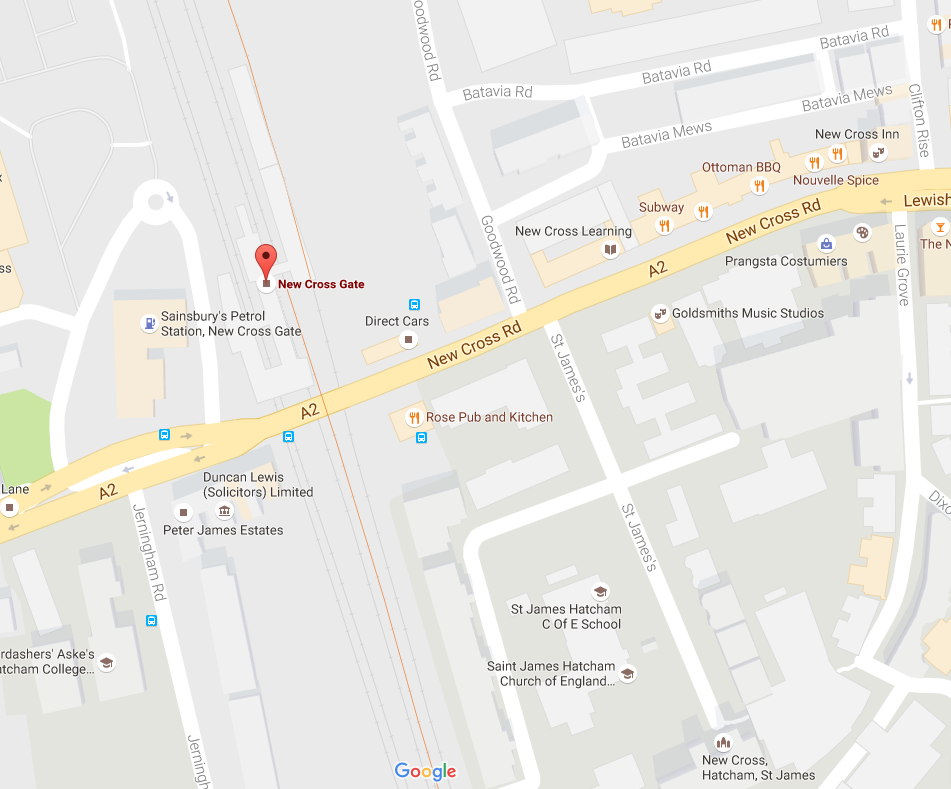 Goodwood Rd
Batavia Rd
Batavia Rd
Batavia Rd
Batavia Mews
Batavia Mews
Clifton Rise
New Cross Inn
Ottoman BBQ
Nouvelle Spice
Subway
New Cross Rd
Lewish
New Cross Learning
Goodwood Rd
A2
Prangsta Costumiers
Laurie Grove
The N
New Cross Gate
Sainsbury's Petrol
Station, New Cross Gate
Direct Cars
Goldsmiths Music Studios
New Cross Rd
St James's
A2
Rose Pub and Kitchen
Lane
A2
Duncan Lewis
(Solicitors) Limited
Peter James Estates
Jerningham Rd
St James's
Dixo
St James Hatcham
C Of E School
rdashers' Aske's
atcham College...
Saint James Hatcham
Church of England...
Jerningh
Google
New Cross,
Hatcham, St James